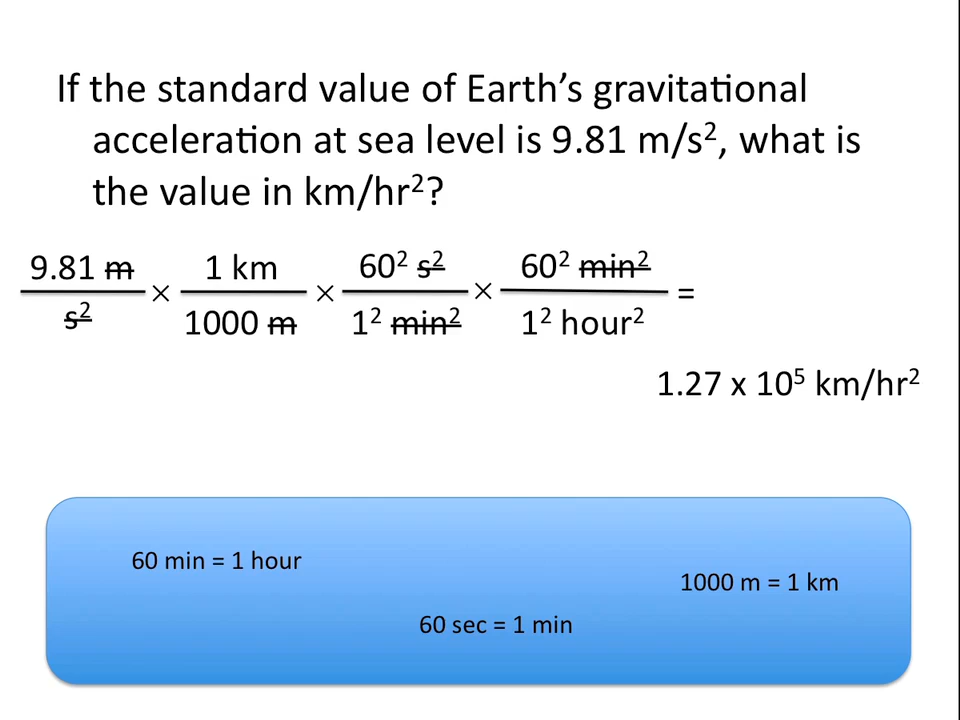 If the standard value of Earth’s gravitational
acceleration at sea level is 9.81 m/s², what is
the value in km/hr²?
9.81 m 1 km 60² s² 60² min²
× × × =
s² 1000 m 1² min² 1² hour²
1.27 x 10⁵ km/hr²
60 min = 1 hour
1000 m = 1 km
60 sec = 1 min